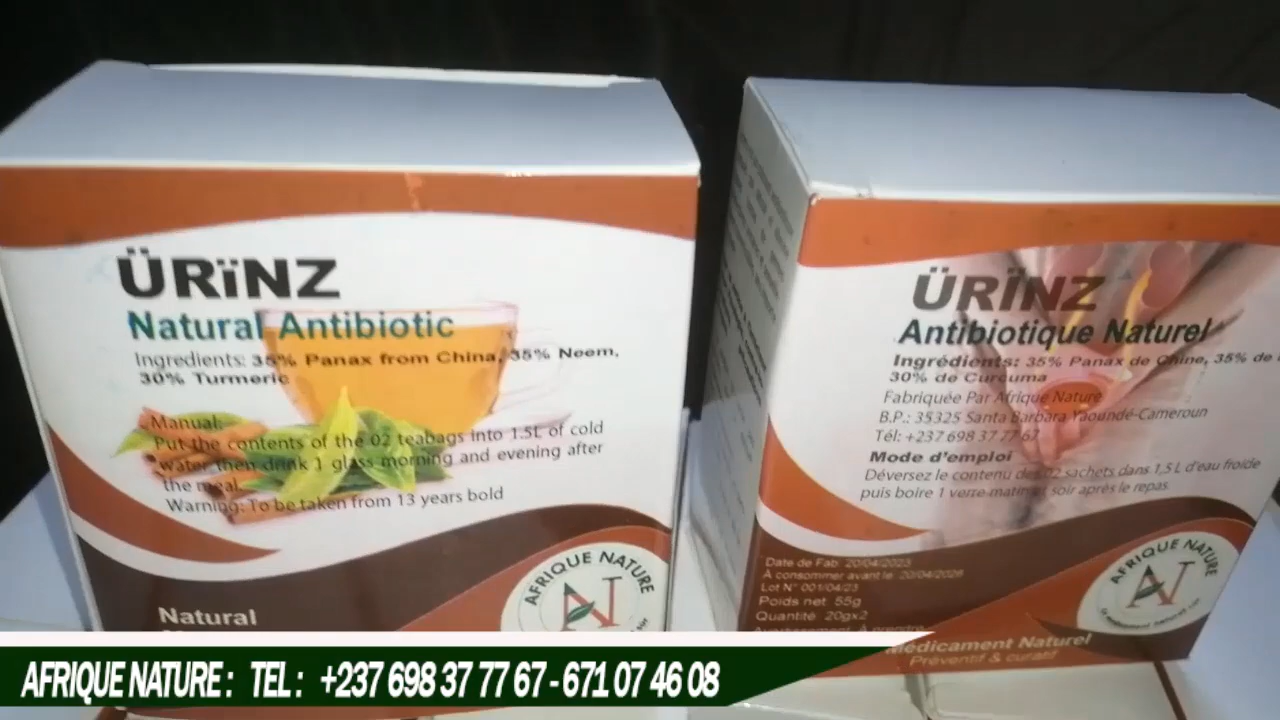 ÜRïNZ
Natural Antibiotic
Ingredients: 35% Panax from China, 35% Neem,
30% Turmeric
Manual:
Put the contents of the 02 teabags into 1.5L of cold
water then drink 1 glass morning and evening after
the meal.
Warning: To be taken from 13 years bold
Natural
AFRIQUE NATURE
AN
ÜRÏNZ
Antibiotique Naturel
Ingrédients: 35% Panax de Chine, 35% de
30% de Curcuma
Fabriquée Par Afrique Nature
B.P.: 35325 Santa Barbara Yaoundé-Cameroun
Tél: +237 698 37 77 67
Mode d'emploi
Déversez le contenu des 02 sachets dans 1,5 L d'eau froide
puis boire 1 verre matin et soir après le repas.
Date de Fab: 20/04/2023
À consommer avant le: 20/04/2026
Lot N° 001/04/23
Poids net: 55g
Quantité: 20gx2
Avertissement: À prendre
Médicament Naturel
Préventif & curatif
AFRIQUE NATURE
AN
AFRIQUE NATURE : TEL : +237 698 37 77 67 - 671 07 46 08